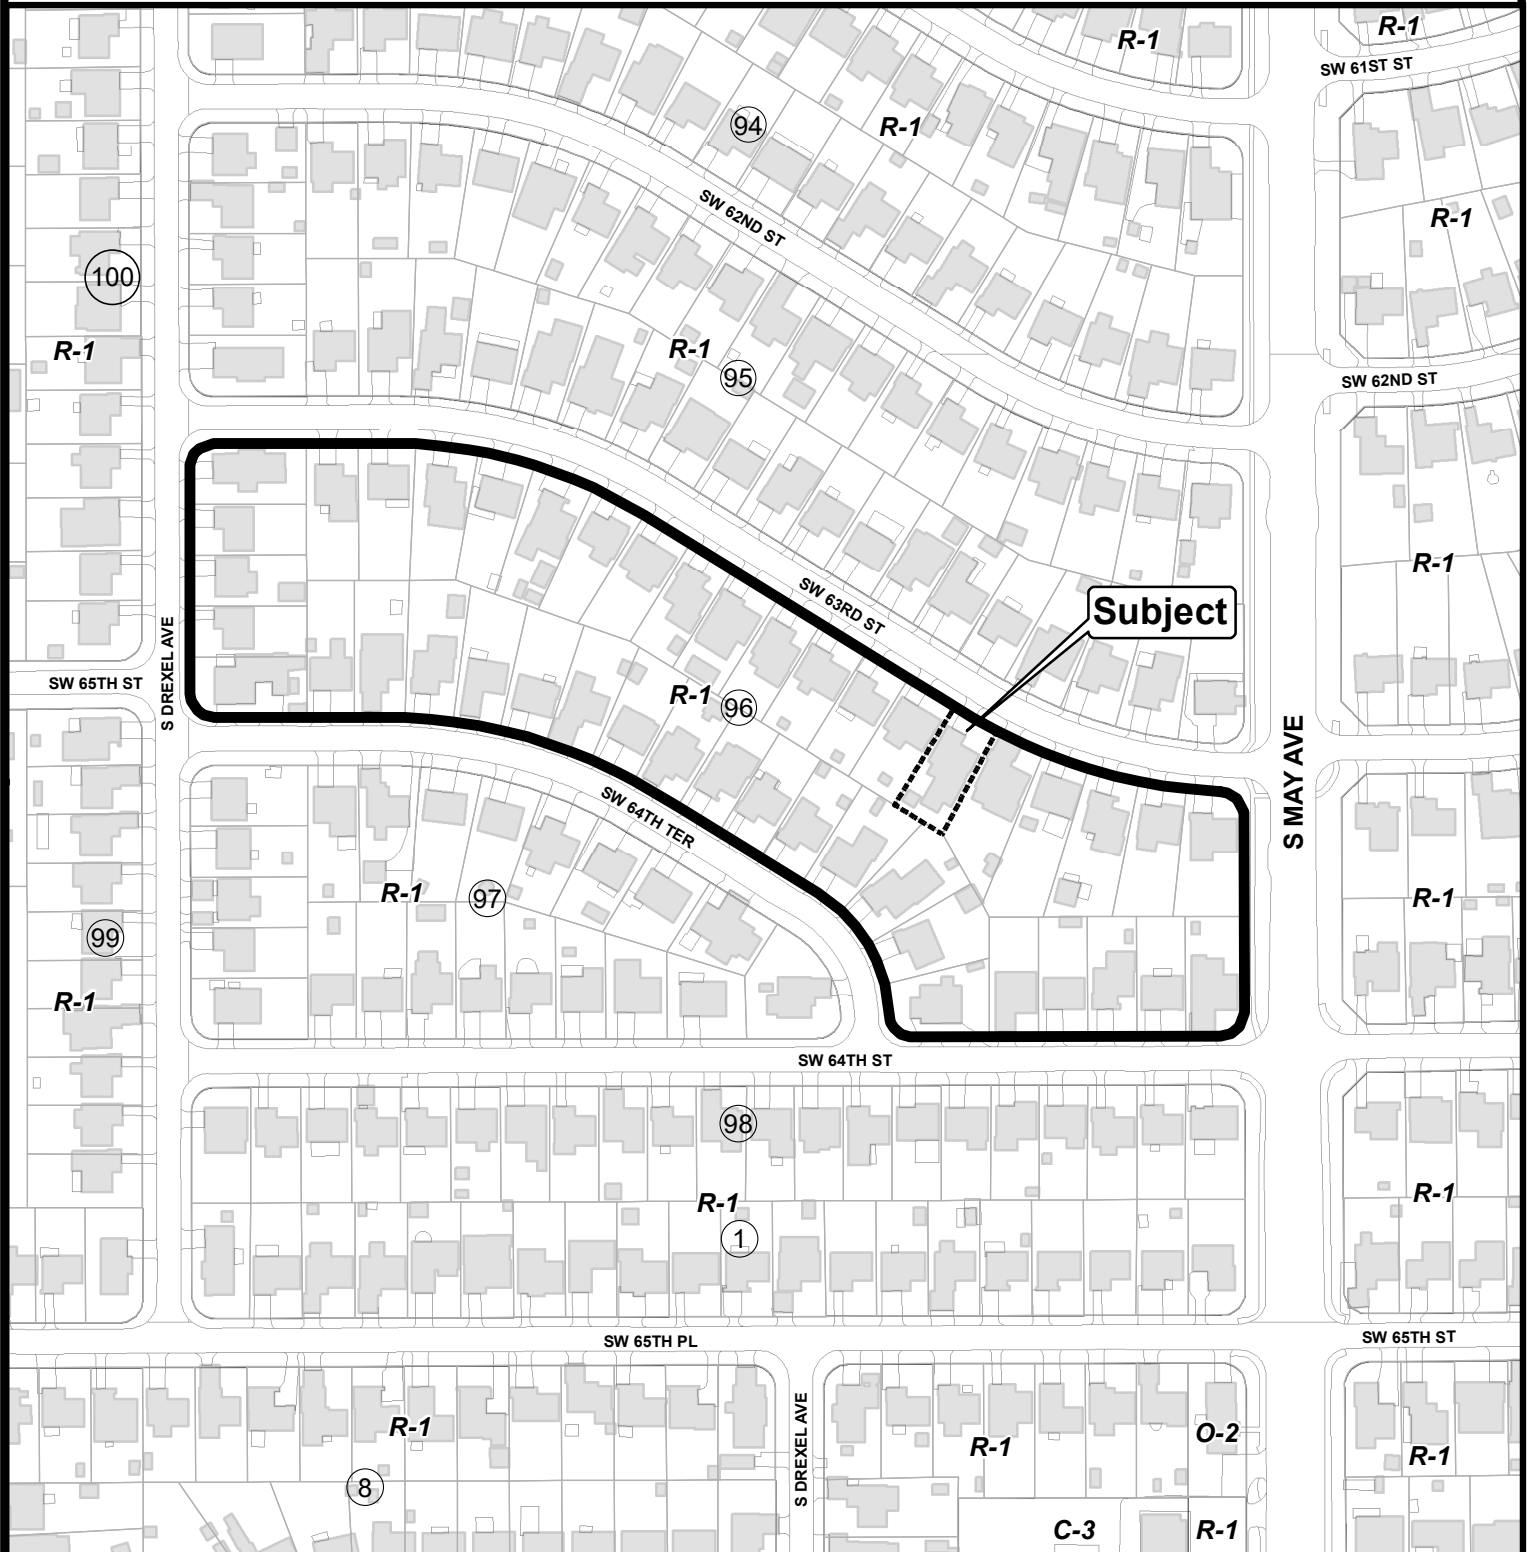 R-1
R-1
SW 61ST ST
94
R-1
SW 62ND ST
R-1
100
R-1
R-1
95
SW 62ND ST
R-1
SW 63RD ST
Subject
S DREXEL AVE
SW 65TH ST
R-1
96
S MAY AVE
SW 64TH TER
R-1
97
R-1
99
R-1
SW 64TH ST
98
R-1
R-1
1
SW 65TH PL
SW 65TH ST
S DREXEL AVE
R-1
O-2
R-1
R-1
8
C-3
R-1